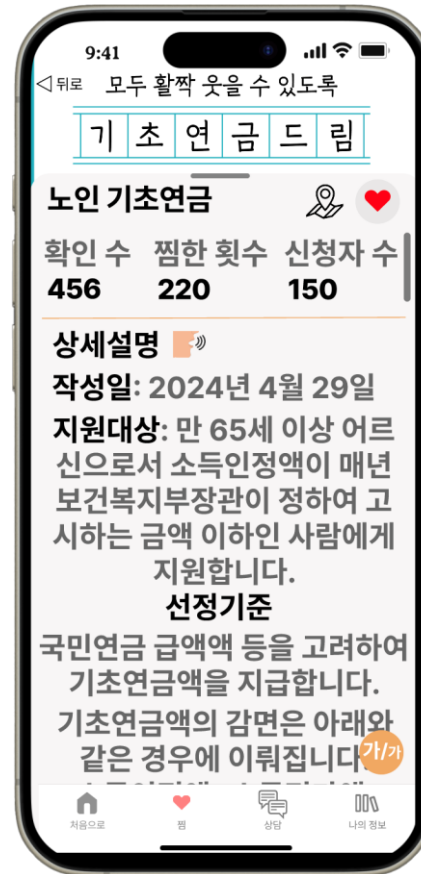 9:41
◁ 뒤로 모두 활짝 웃을 수 있도록
기초연금드림
노인 기초연금
확인 수 찜한 횟수 신청자 수
456 220 150
상세설명
작성일: 2024년 4월 29일
지원대상: 만 65세 이상 어르
신으로서 소득인정액이 매년
보건복지부장관이 정하여 고
시하는 금액 이하인 사람에게
지원합니다.
선정기준
국민연금 급액액 등을 고려하여
기초연금액을 지급합니다.
기초연금액의 감면은 아래와
같은 경우에 이뤄집니다
가/가
처음으로 찜 상담 나의 정보